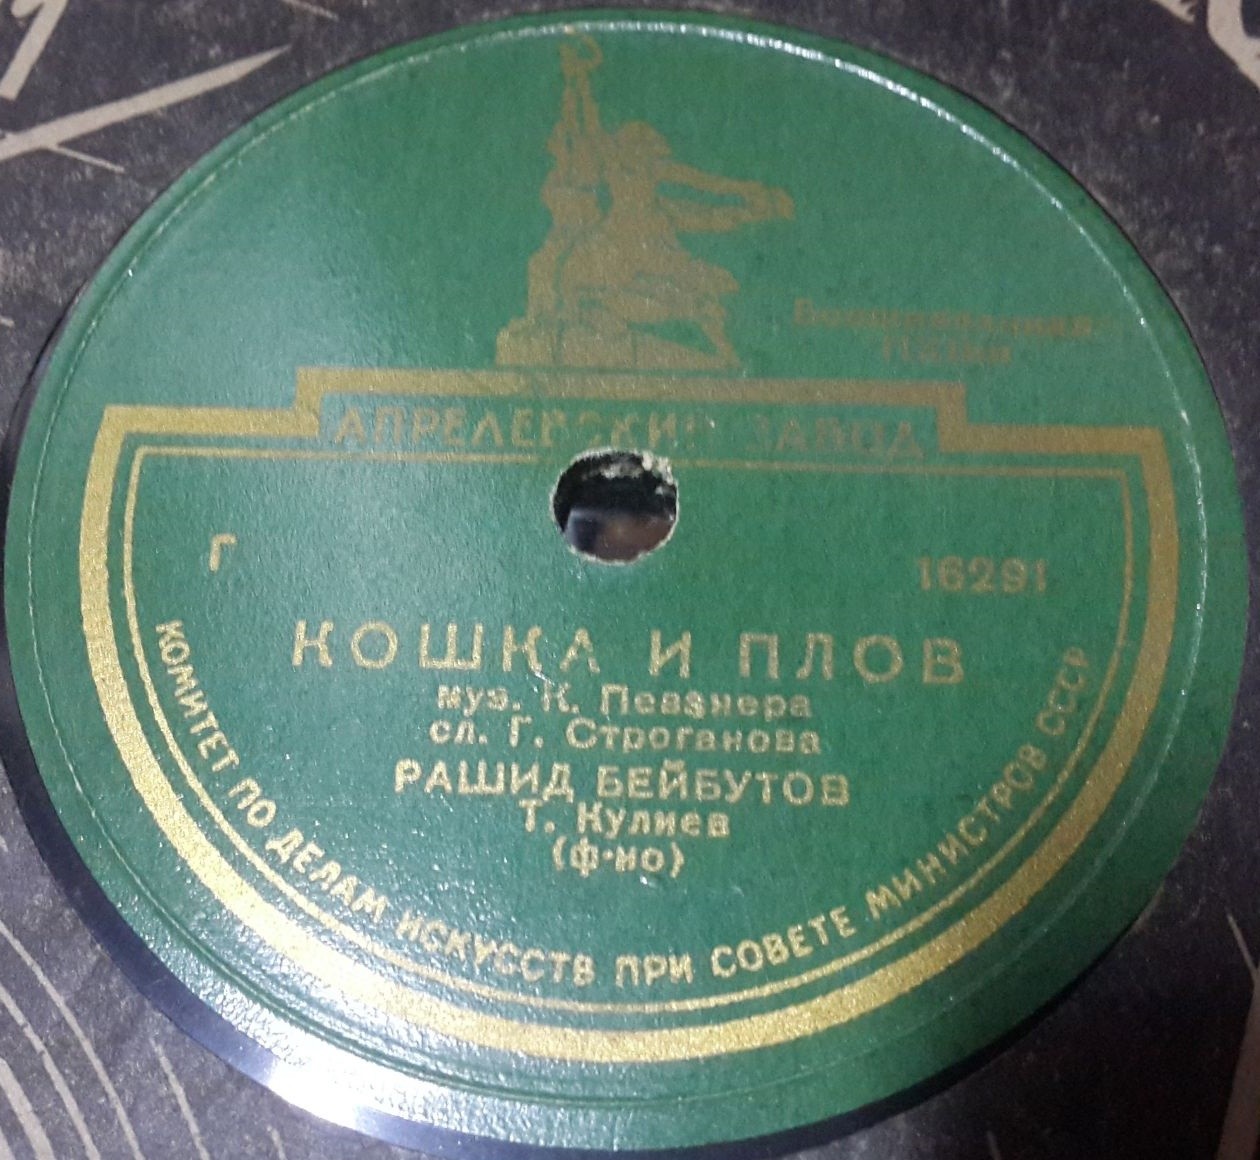 АПРЕЛЕВСКИЙ ЗАВОД
Г
16291
КОШКА И ПЛОВ
муз. К. Певзнера
сл. Г. Строганова
РАШИД БЕЙБУТОВ
Т. Кулиев
(ф-но)
КОМИТЕТ ПО ДЕЛАМ ИСКУССТВ ПРИ СОВЕТЕ МИНИСТРОВ СССР